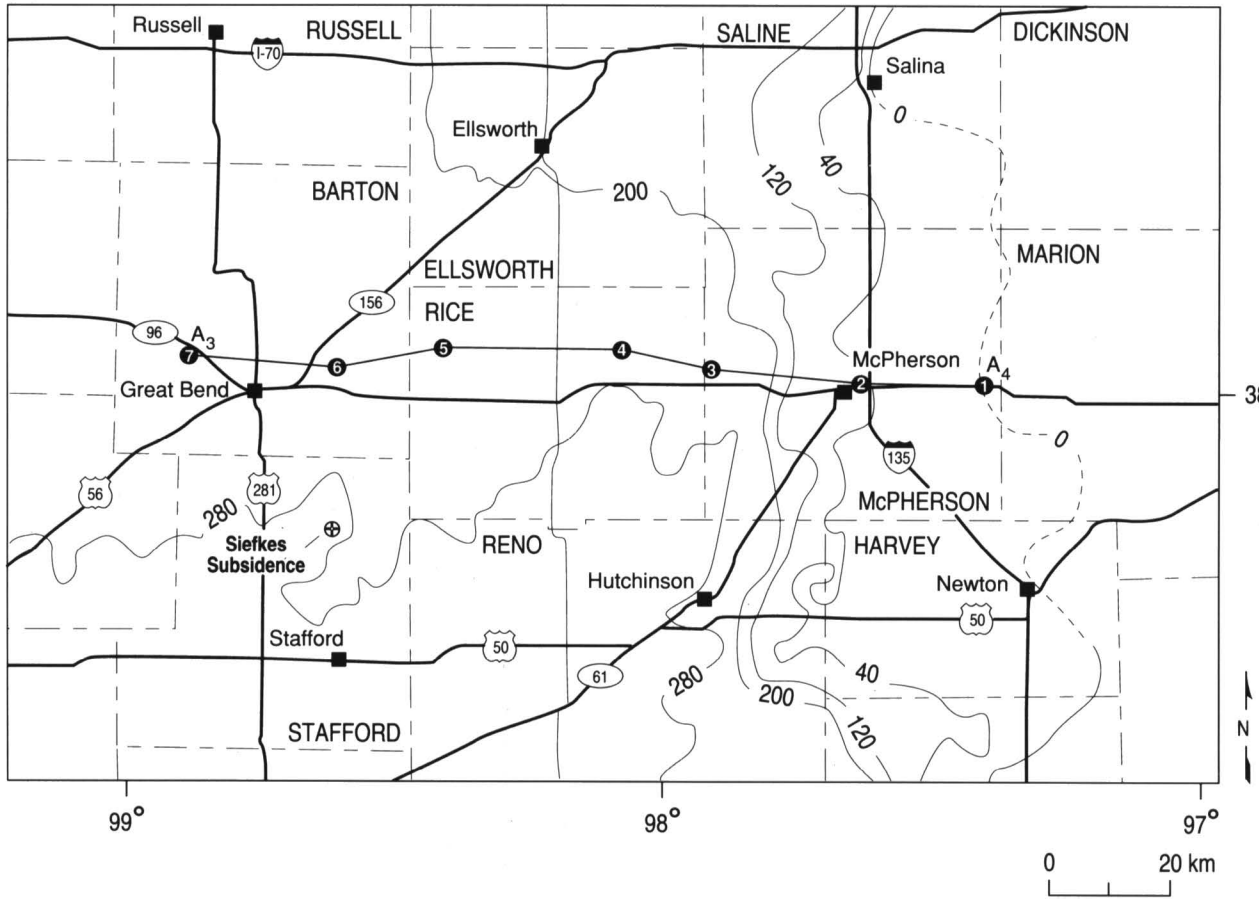 Russell
RUSSELL
I-70
SALINE
DICKINSON
Salina
0
Ellsworth
BARTON
200
120
40
MARION
ELLSWORTH
156
RICE
96
A3
7
6
5
4
3
McPherson
2
A4
1
Great Bend
38
0
135
56
281
280
Siefkes
Subsidence
McPHERSON
RENO
HARVEY
Hutchinson
Newton
50
Stafford
50
61
280
200
40
120
STAFFORD
N
99°
98°
97°
0 20 km